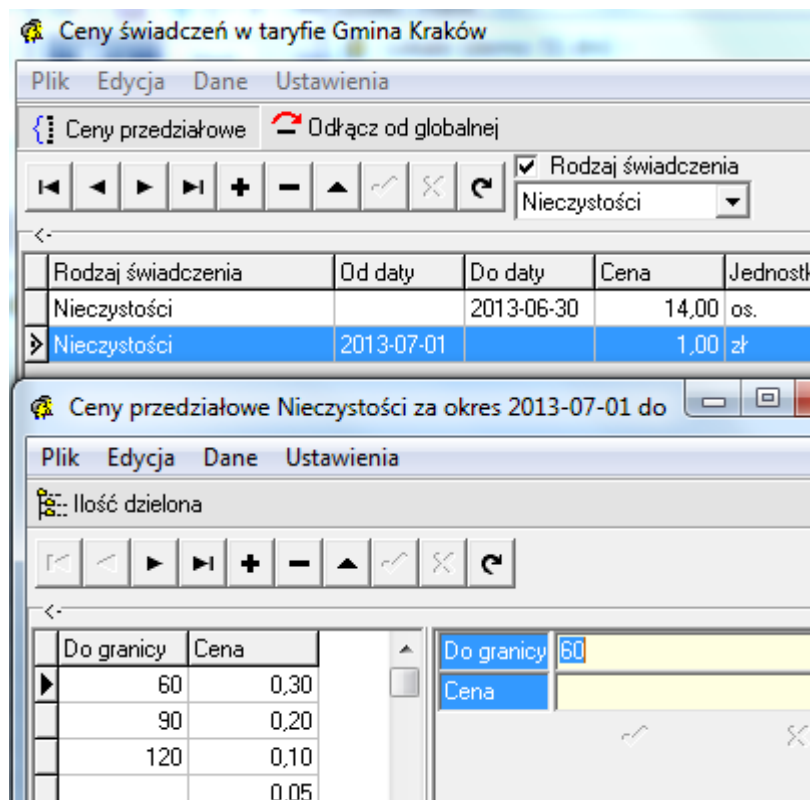 Ceny świadczeń w taryfie Gmina Kraków
Plik Edycja Dane Ustawienia
Ceny przedziałowe Odłącz od globalnej
Rodzaj świadczenia
Nieczystości
Rodzaj świadczenia Od daty Do daty Cena Jednostk
Nieczystości 2013-06-30 14,00 os.
Nieczystości 2013-07-01 1,00 zł
Ceny przedziałowe Nieczystości za okres 2013-07-01 do
Plik Edycja Dane Ustawienia
Ilość dzielona
Do granicy Cena
60 0,30
90 0,20
120 0,10
0,05
Do granicy 60
Cena